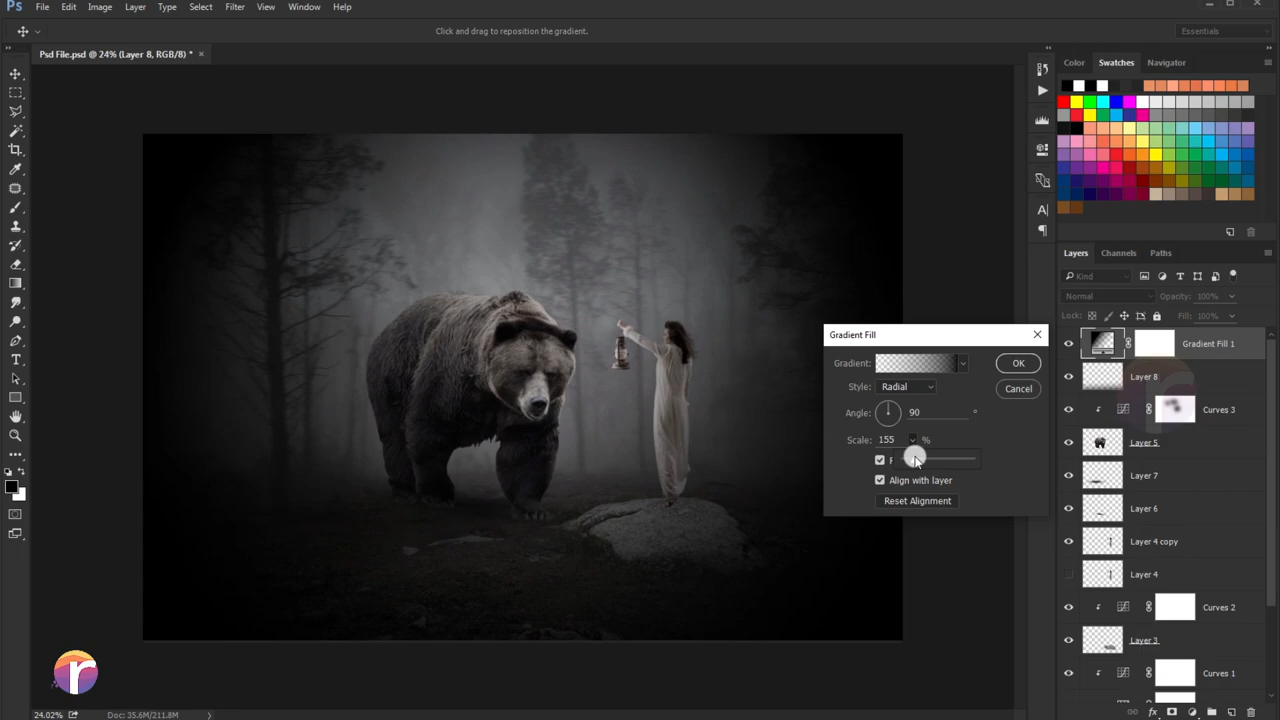 Ps File Edit Image Layer Type Select Filter View Window Help
Click and drag to reposition the gradient.
Essentials
Psd File.psd @ 24% (Layer 8, RGB/8) * ×
Color Swatches Navigator
Layers Channels Paths
Kind
Normal Opacity: 100%
Lock: Fill: 100%
Gradient Fill 1
Layer 8
Curves 3
Layer 5
Layer 7
Layer 6
Layer 4 copy
Layer 4
Curves 2
Layer 3
Curves 1
Gradient Fill
Gradient: OK
Style: Radial Cancel
Angle: 90 °
Scale: 155 %
Align with layer
Reset Alignment
r
24.02% Doc: 35.6M/211.8M